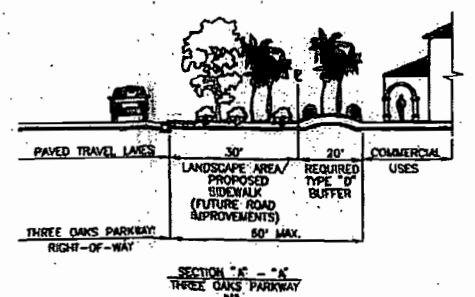 PAVED TRAVEL LAKES
30'
20'
COMMERCIAL
USES
LANDSCAPE AREA/
PROPOSED
SIDEWALK
(FUTURE ROAD
IMPROVEMENTS)
REQUIRED
TYPE "D"
BUFFER
THREE OAKS PARKWAY
RIGHT-OF-WAY
50' MAX.
SECTION "A" - "A"
THREE OAKS PARKWAY